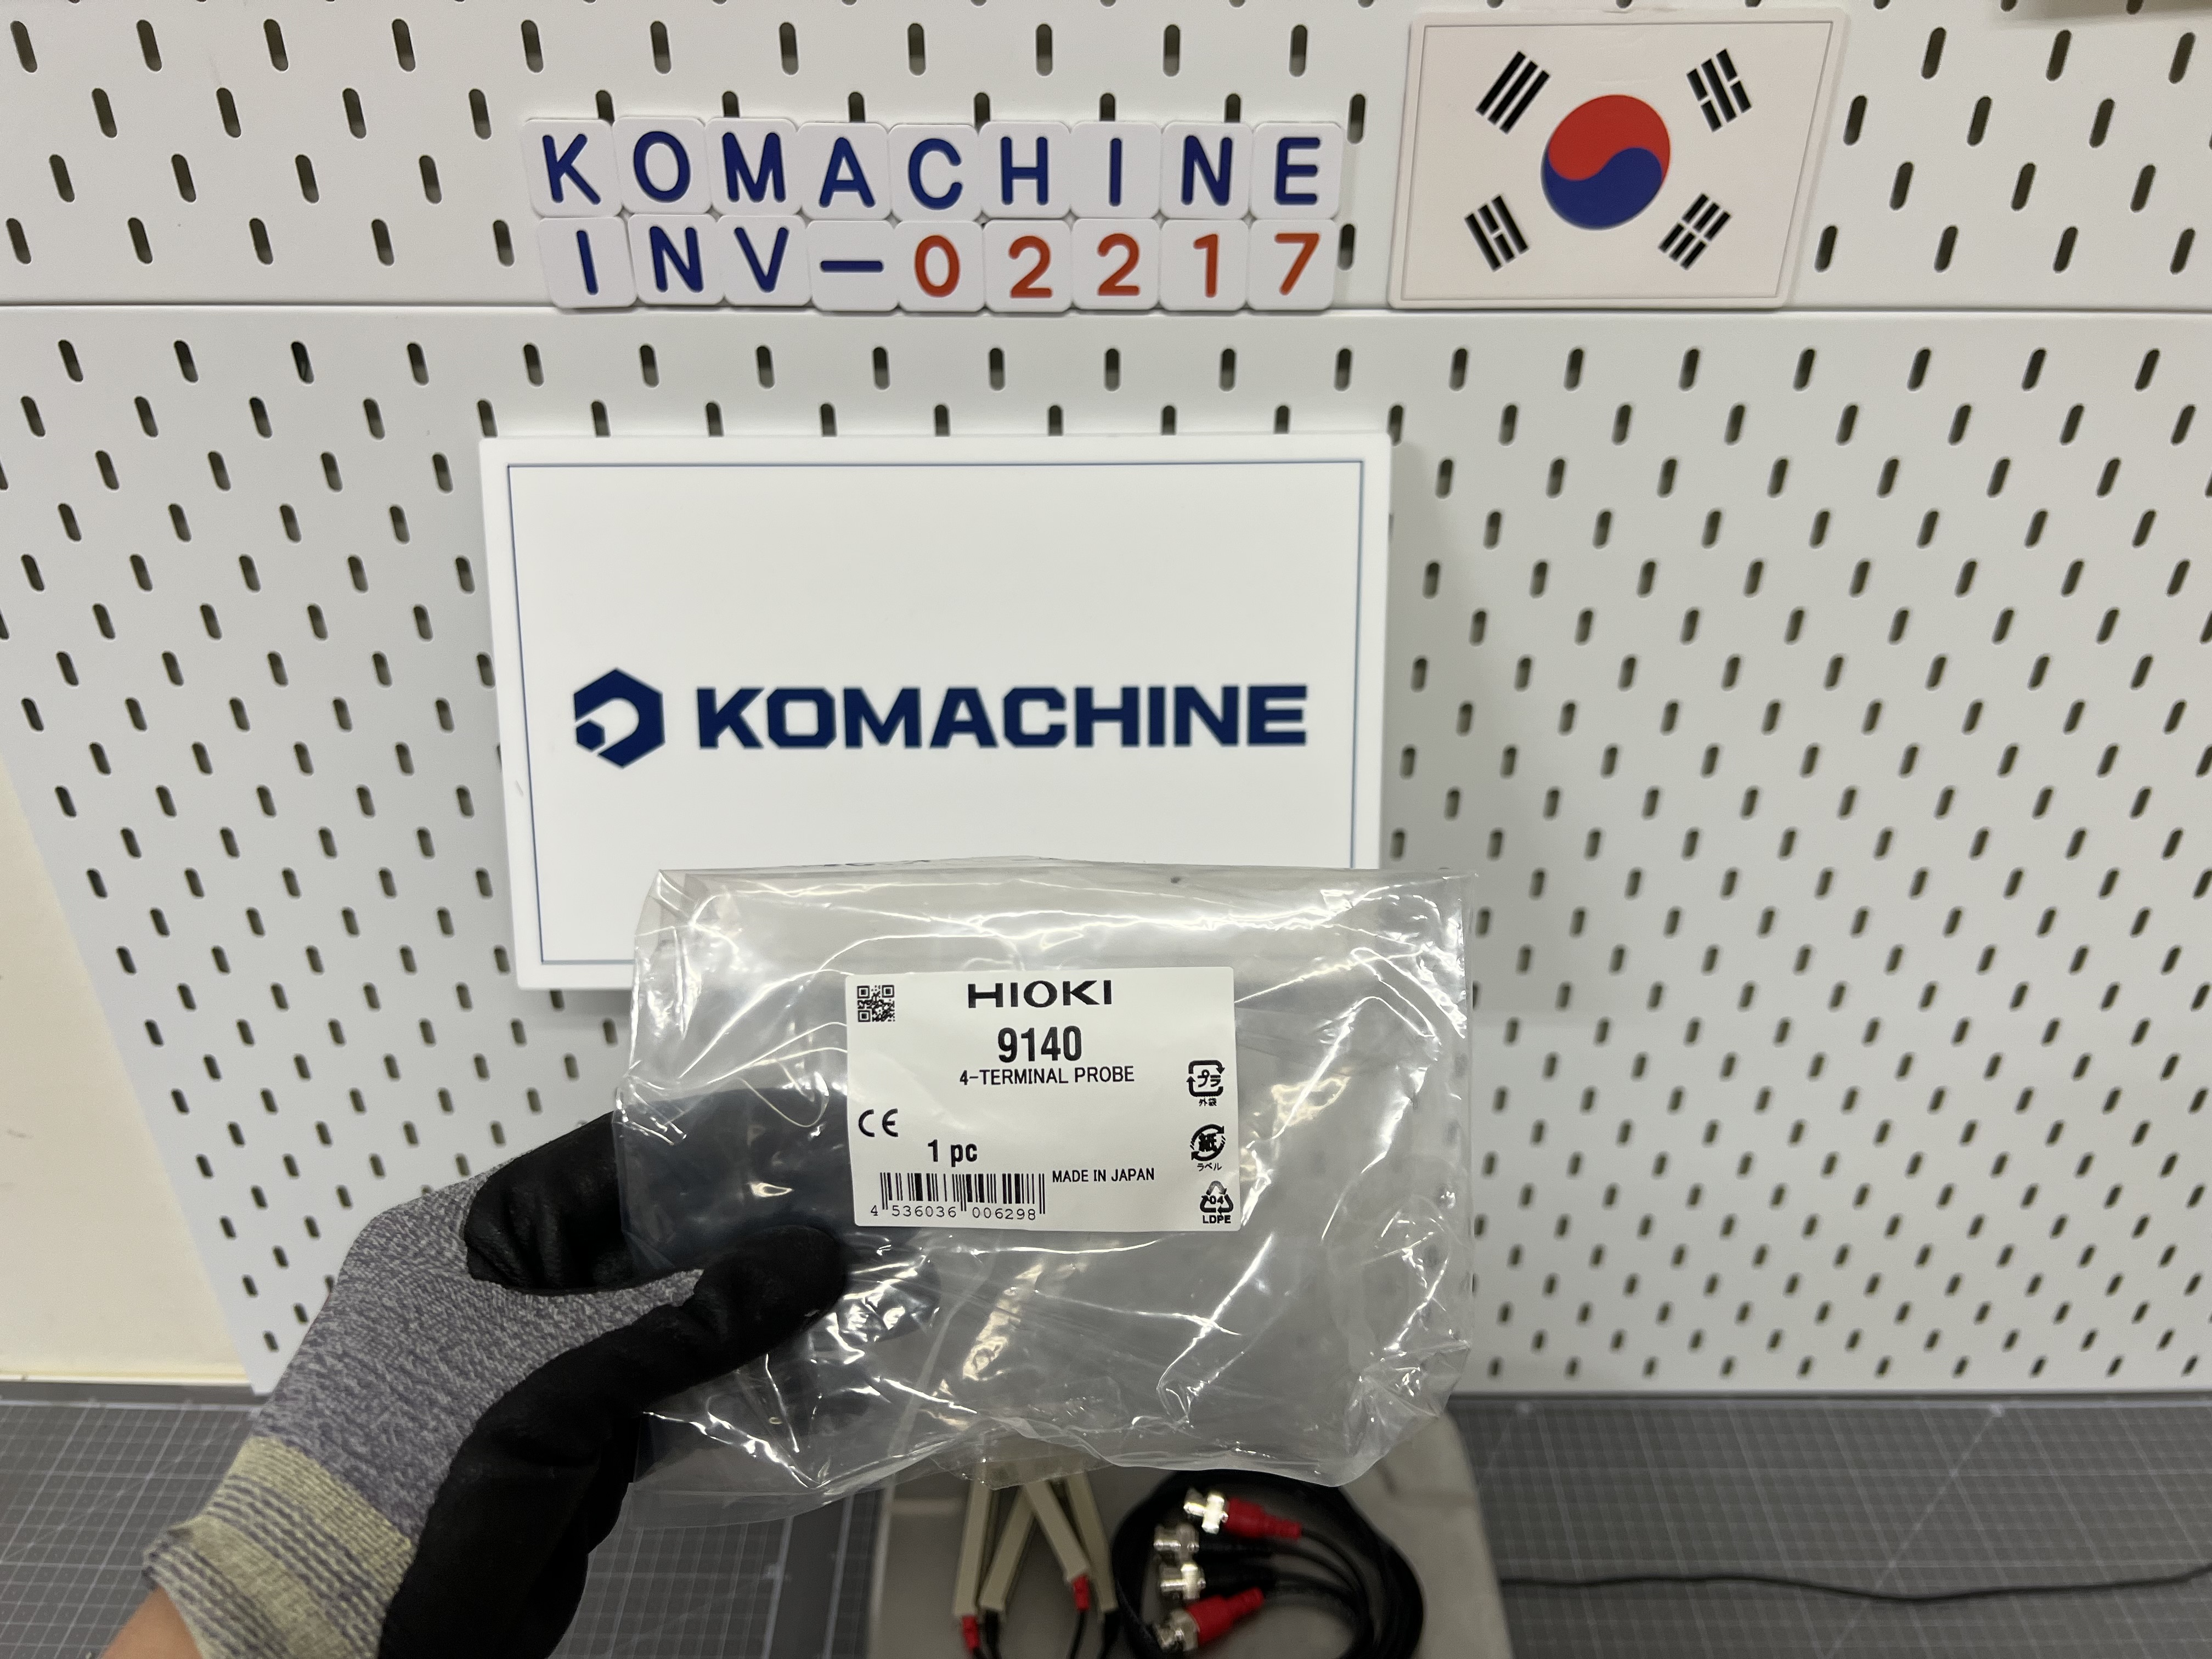 KOMACHINE
INV-02217
KOMACHINE
HIOKI
9140
4-TERMINAL PROBE
プラ
外袋
CE
1 pc
紙
ラベル
MADE IN JAPAN
4 536036 006298
04
LDPE